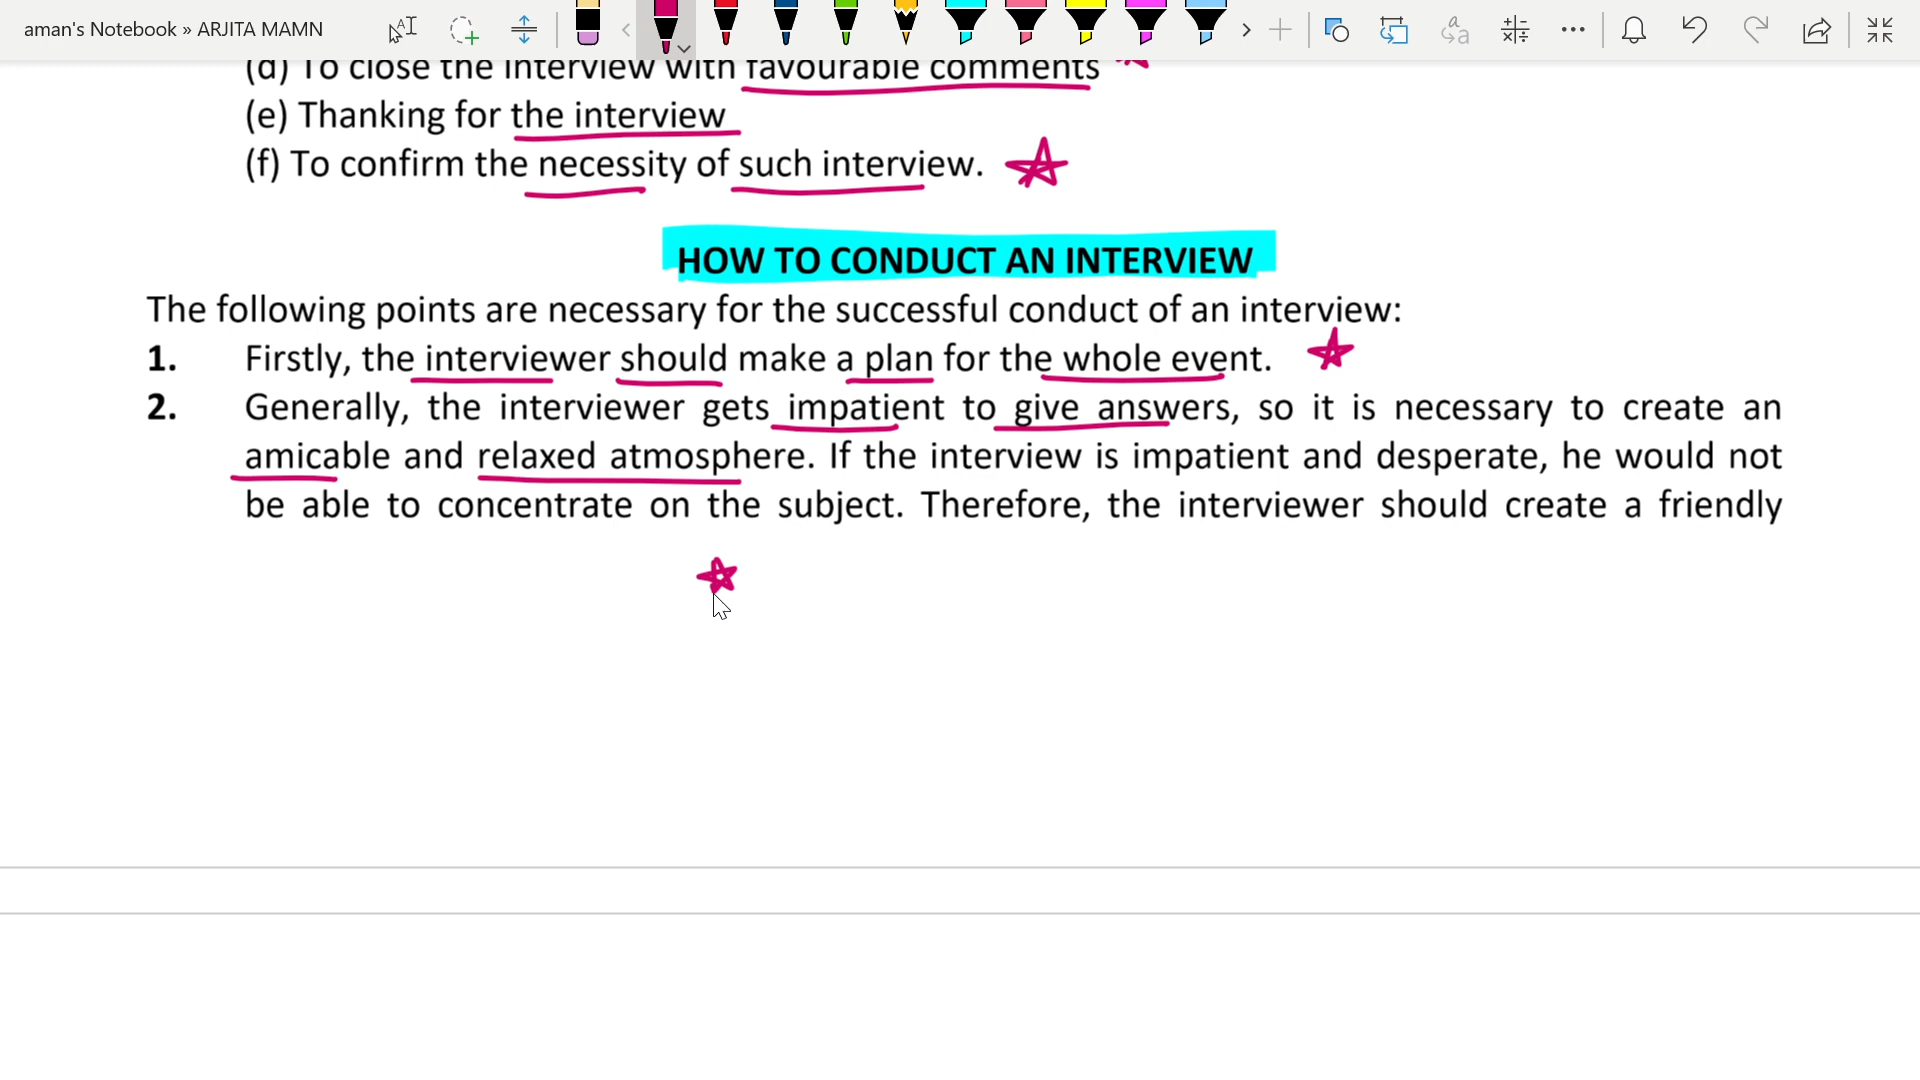 aman's Notebook » ARJITA MAMN
(d) To close the interview with favourable comments
(e) Thanking for the interview
(f) To confirm the necessity of such interview.
HOW TO CONDUCT AN INTERVIEW
The following points are necessary for the successful conduct of an interview:
1. Firstly, the interviewer should make a plan for the whole event.
2. Generally, the interviewer gets impatient to give answers, so it is necessary to create an
amicable and relaxed atmosphere. If the interview is impatient and desperate, he would not
be able to concentrate on the subject. Therefore, the interviewer should create a friendly